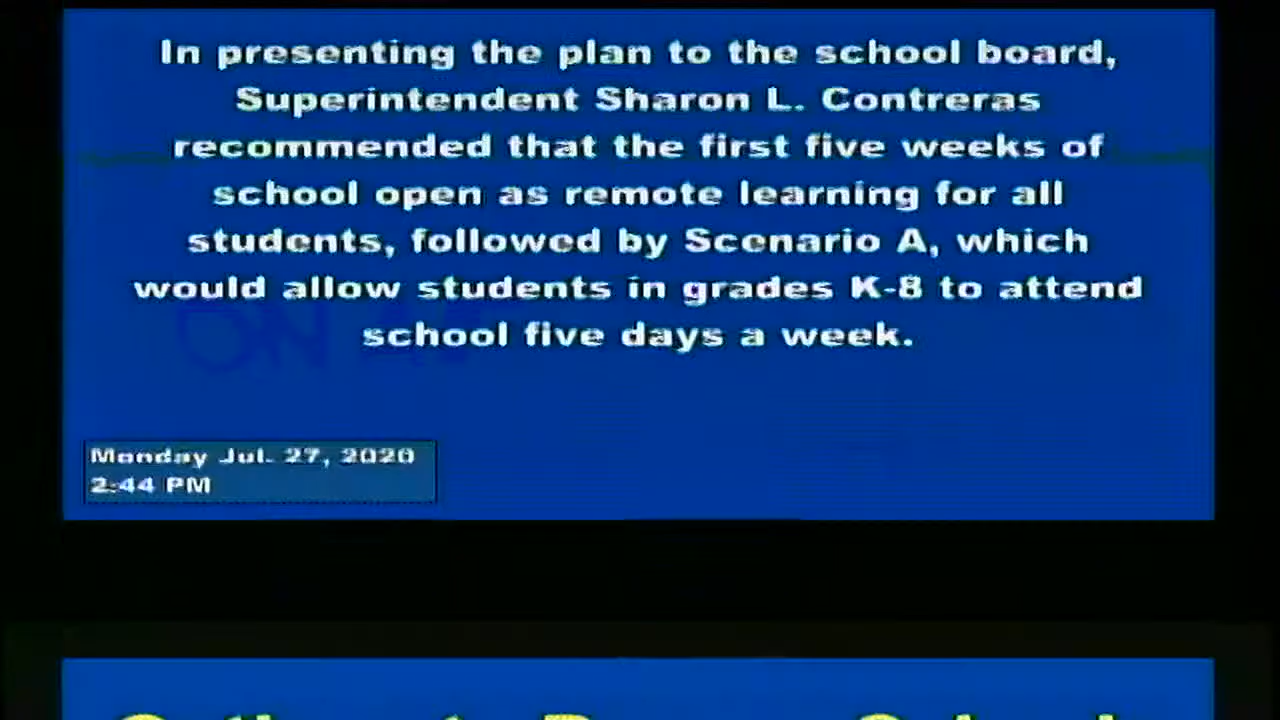 In presenting the plan to the school board,
Superintendent Sharon L. Contreras
recommended that the first five weeks of
school open as remote learning for all
students, followed by Scenario A, which
would allow students in grades K-8 to attend
school five days a week.
Monday Jul. 27, 2020
2:44 PM